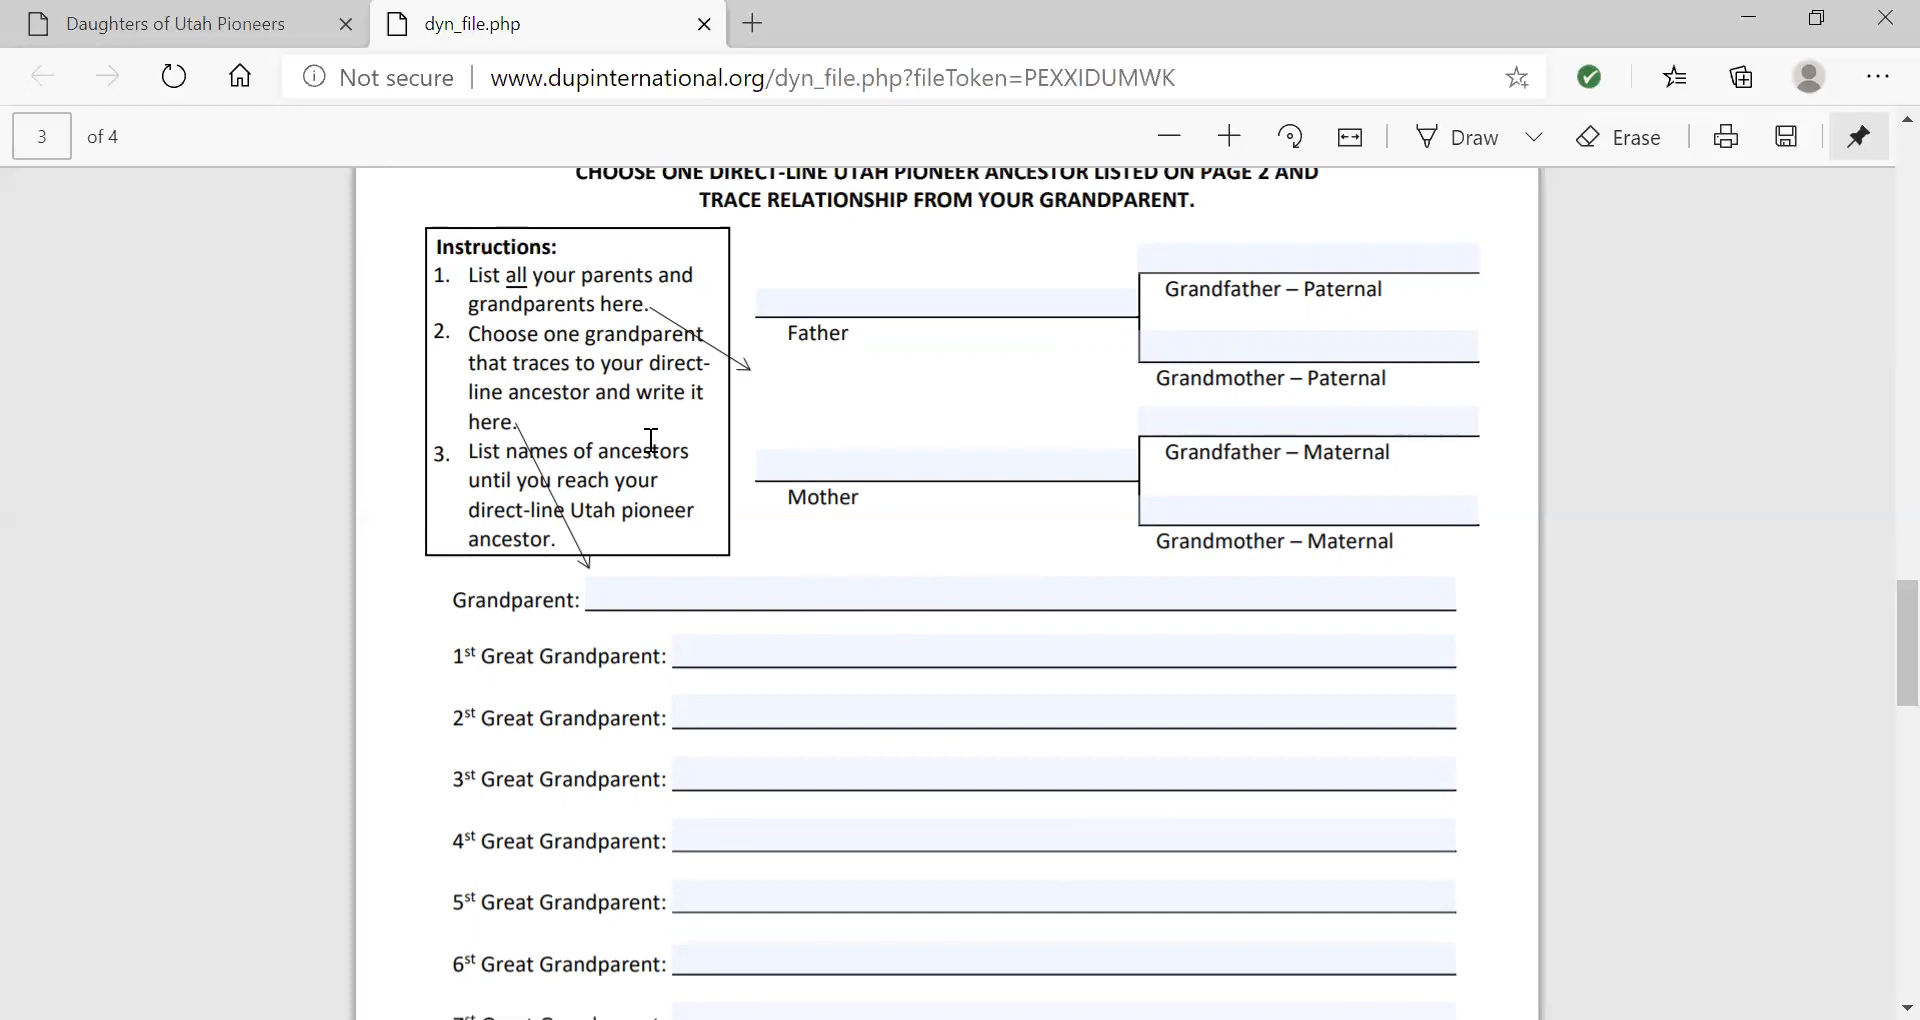 Daughters of Utah Pioneers
dyn_file.php
Not secure
www.dupinternational.org/dyn_file.php?fileToken=PEXXIDUMWK
3 of 4
Draw
Erase
CHOOSE ONE DIRECT-LINE UTAH PIONEER ANCESTOR LISTED ON PAGE 2 AND
TRACE RELATIONSHIP FROM YOUR GRANDPARENT.
Instructions:
1. List all your parents and
grandparents here.
2. Choose one grandparent
that traces to your direct-
line ancestor and write it
here.
3. List names of ancestors
until you reach your
direct-line Utah pioneer
ancestor.
Father
Grandfather – Paternal
Grandmother – Paternal
Mother
Grandfather – Maternal
Grandmother – Maternal
Grandparent:
1st Great Grandparent:
2st Great Grandparent:
3st Great Grandparent:
4st Great Grandparent:
5st Great Grandparent:
6st Great Grandparent: